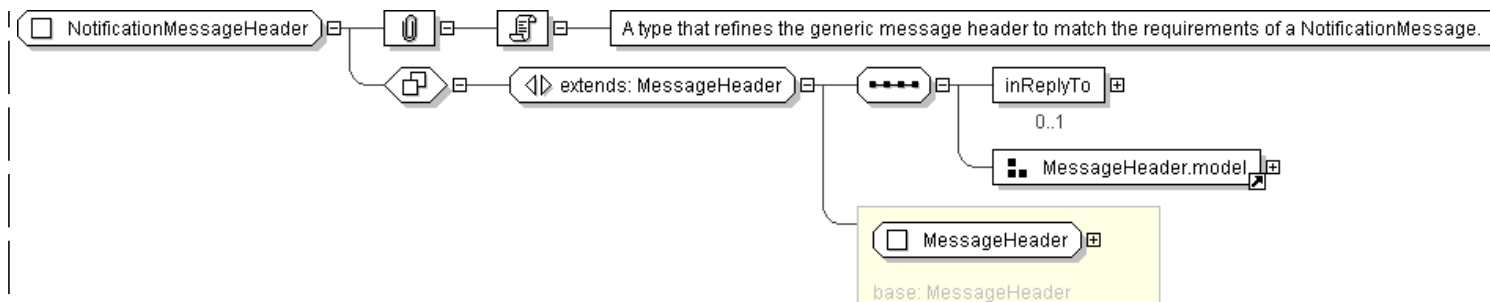 NotificationMessageHeader
A type that refines the generic message header to match the requirements of a NotificationMessage.
extends: MessageHeader
inReplyTo
0..1
MessageHeader.model
MessageHeader
base: MessageHeader